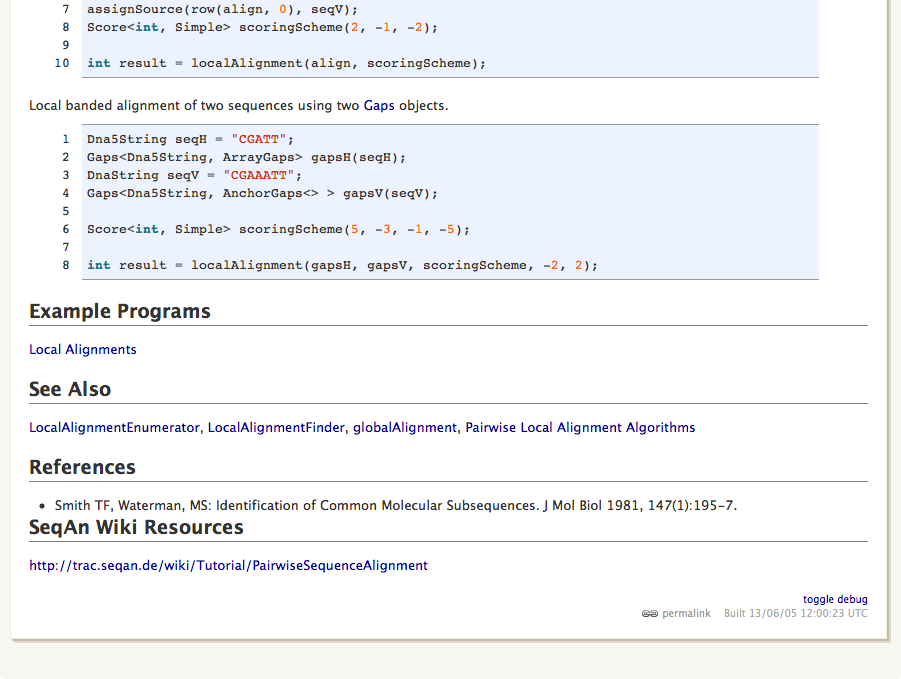 7 assignSource(row(align, 0), seqV);
8 Score<int, Simple> scoringScheme(2, -1, -2);
9
10 int result = localAlignment(align, scoringScheme);
Local banded alignment of two sequences using two Gaps objects.
1 Dna5String seqH = "CGATT";
2 Gaps<Dna5String, ArrayGaps> gapsH(seqH);
3 DnaString seqV = "CGAAATT";
4 Gaps<Dna5String, AnchorGaps<> > gapsV(seqV);
5
6 Score<int, Simple> scoringScheme(5, -3, -1, -5);
7
8 int result = localAlignment(gapsH, gapsV, scoringScheme, -2, 2);
Example Programs
Local Alignments
See Also
LocalAlignmentEnumerator, LocalAlignmentFinder, globalAlignment, Pairwise Local Alignment Algorithms
References
• Smith TF, Waterman, MS: Identification of Common Molecular Subsequences. J Mol Biol 1981, 147(1):195-7.
SeqAn Wiki Resources
http://trac.seqan.de/wiki/Tutorial/PairwiseSequenceAlignment
toggle debug
permalink Built 13/06/05 12:00:23 UTC